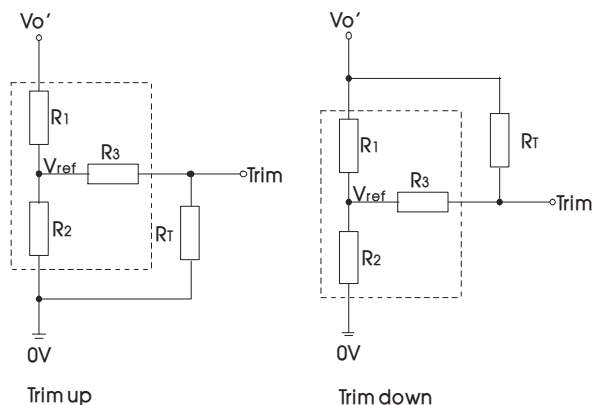 Vo'
R1
R3
Vref
Trim
R2
RT
0V
Trim up
Vo'
R1
RT
R3
Vref
Trim
R2
0V
Trim down